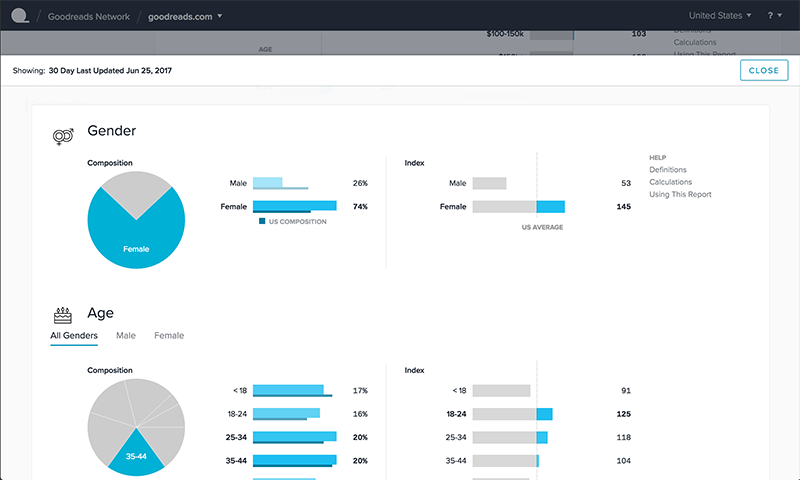 Goodreads Network / goodreads.com
United States
?
$100-150k 103
Definitions
AGE
Calculations
Using This Report
Showing: 30 Day Last Updated Jun 25, 2017
CLOSE
Gender
Composition
Female
Male 26%
Female 74%
US COMPOSITION
Index
Male 53
Female 145
US AVERAGE
HELP
Definitions
Calculations
Using This Report
Age
All Genders Male Female
Composition
35-44
< 18 17%
18-24 16%
25-34 20%
35-44 20%
Index
< 18 91
18-24 125
25-34 118
35-44 104